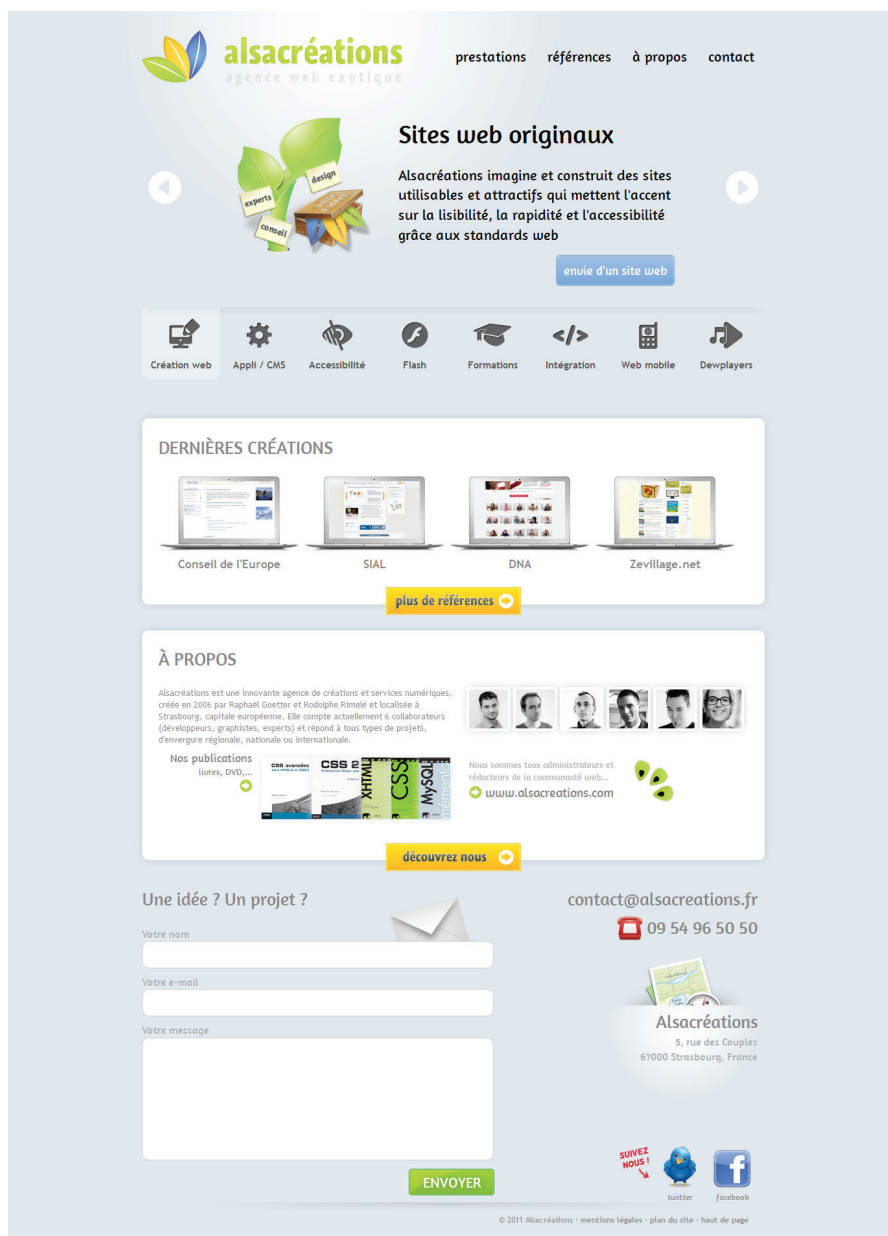 alsacréations
agence web exotique
prestations références à propos contact
Sites web originaux
experts
design
conseil
Alsacréations imagine et construit des sites
utilisables et attractifs qui mettent l'accent
sur la lisibilité, la rapidité et l'accessibilité
grâce aux standards web
envie d'un site web
Création web Appli / CMS Accessibilité Flash Formations Intégration Web mobile Dewplayers
DERNIÈRES CRÉATIONS
Conseil de l'Europe SIAL DNA Zevillage.net
plus de références
À PROPOS
Alsacréations est une innovante agence de créations et services numériques,
créée en 2006 par Raphaël Goetter et Rodolphe Rimelé et localisée à
Strasbourg, capitale européenne. Elle compte actuellement 6 collaborateurs
(développeurs, graphistes, experts) et répond à tous types de projets,
d'envergure régionale, nationale ou internationale.
Nos publications
livres, DVD,...
CSS avancées
CSS 2
XHTML
CSS
MySQL
mémento
Nous sommes tous administrateurs et
rédacteurs de la communauté web...
www.alsacreations.com
découvrez nous
Une idée ? Un projet ?
Votre nom
Votre e-mail
Votre message
ENVOYER
contact@alsacreations.fr
09 54 96 50 50
Alsacréations
5, rue des Couples
67000 Strasbourg, France
SUIVEZ
NOUS !
twitter facebook
© 2011 Alsacréations - mentions légales - plan du site - haut de page